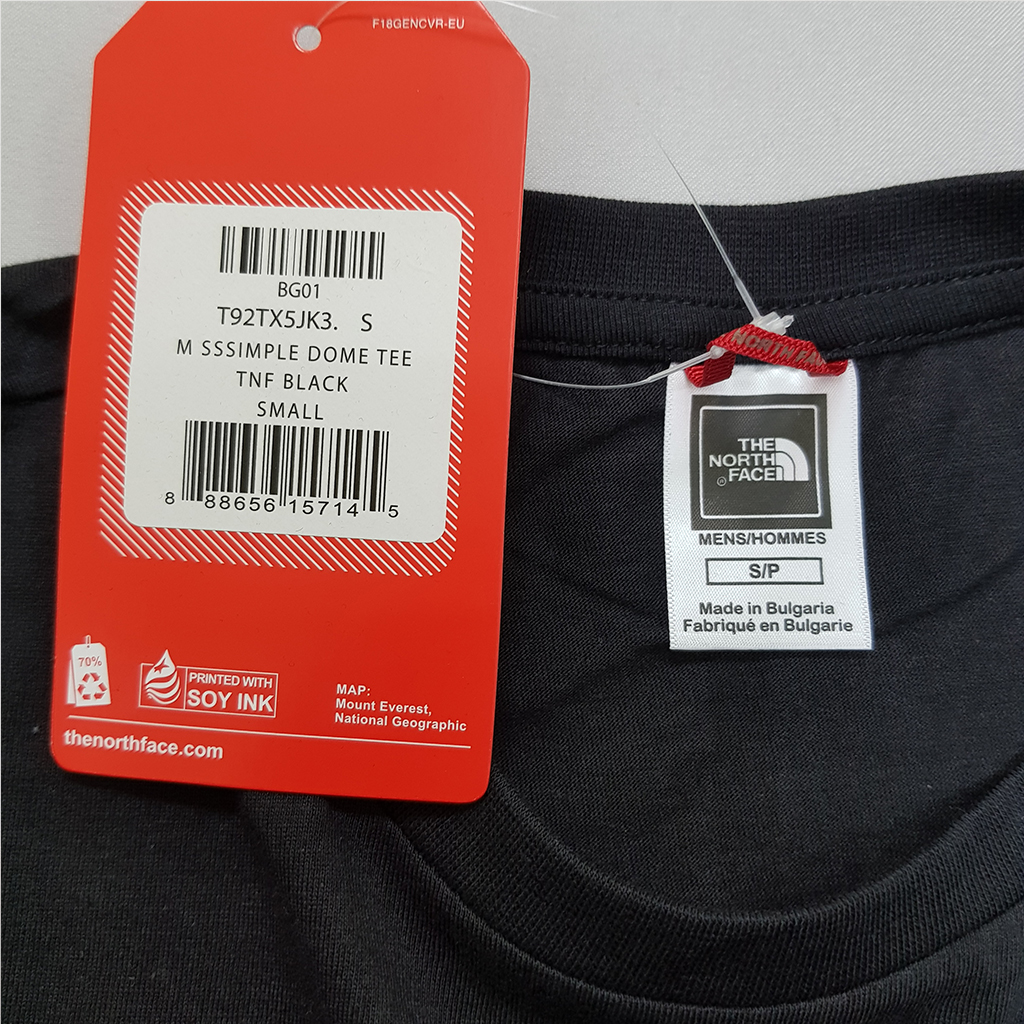 F18GENCVR-EU
BG01
T92TX5JK3. S
M SSSIMPLE DOME TEE
TNF BLACK
SMALL
8 88656 15714 5
70%
PRINTED WITH
SOY INK
MAP:
Mount Everest,
National Geographic
thenorthface.com
NORTH FA
THE
NORTH
FACE
®
MENS/HOMMES
S/P
Made in Bulgaria
Fabriqué en Bulgarie